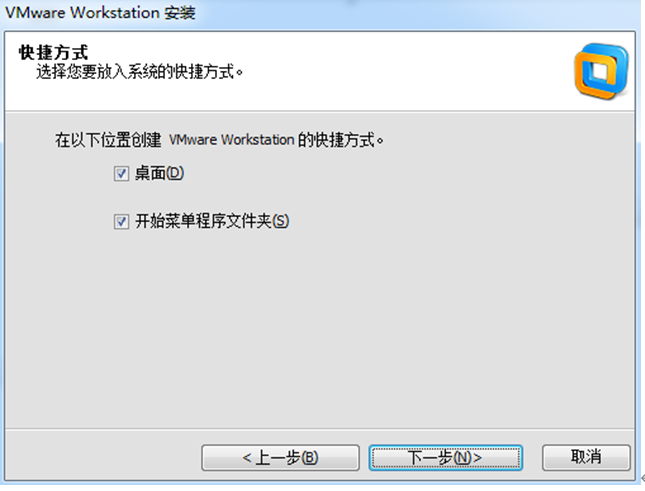 VMware Workstation 安装
快捷方式
选择您要放入系统的快捷方式。
在以下位置创建 VMware Workstation 的快捷方式。
桌面(D)
开始菜单程序文件夹(S)
< 上一步(B)
下一步(N)>
取消